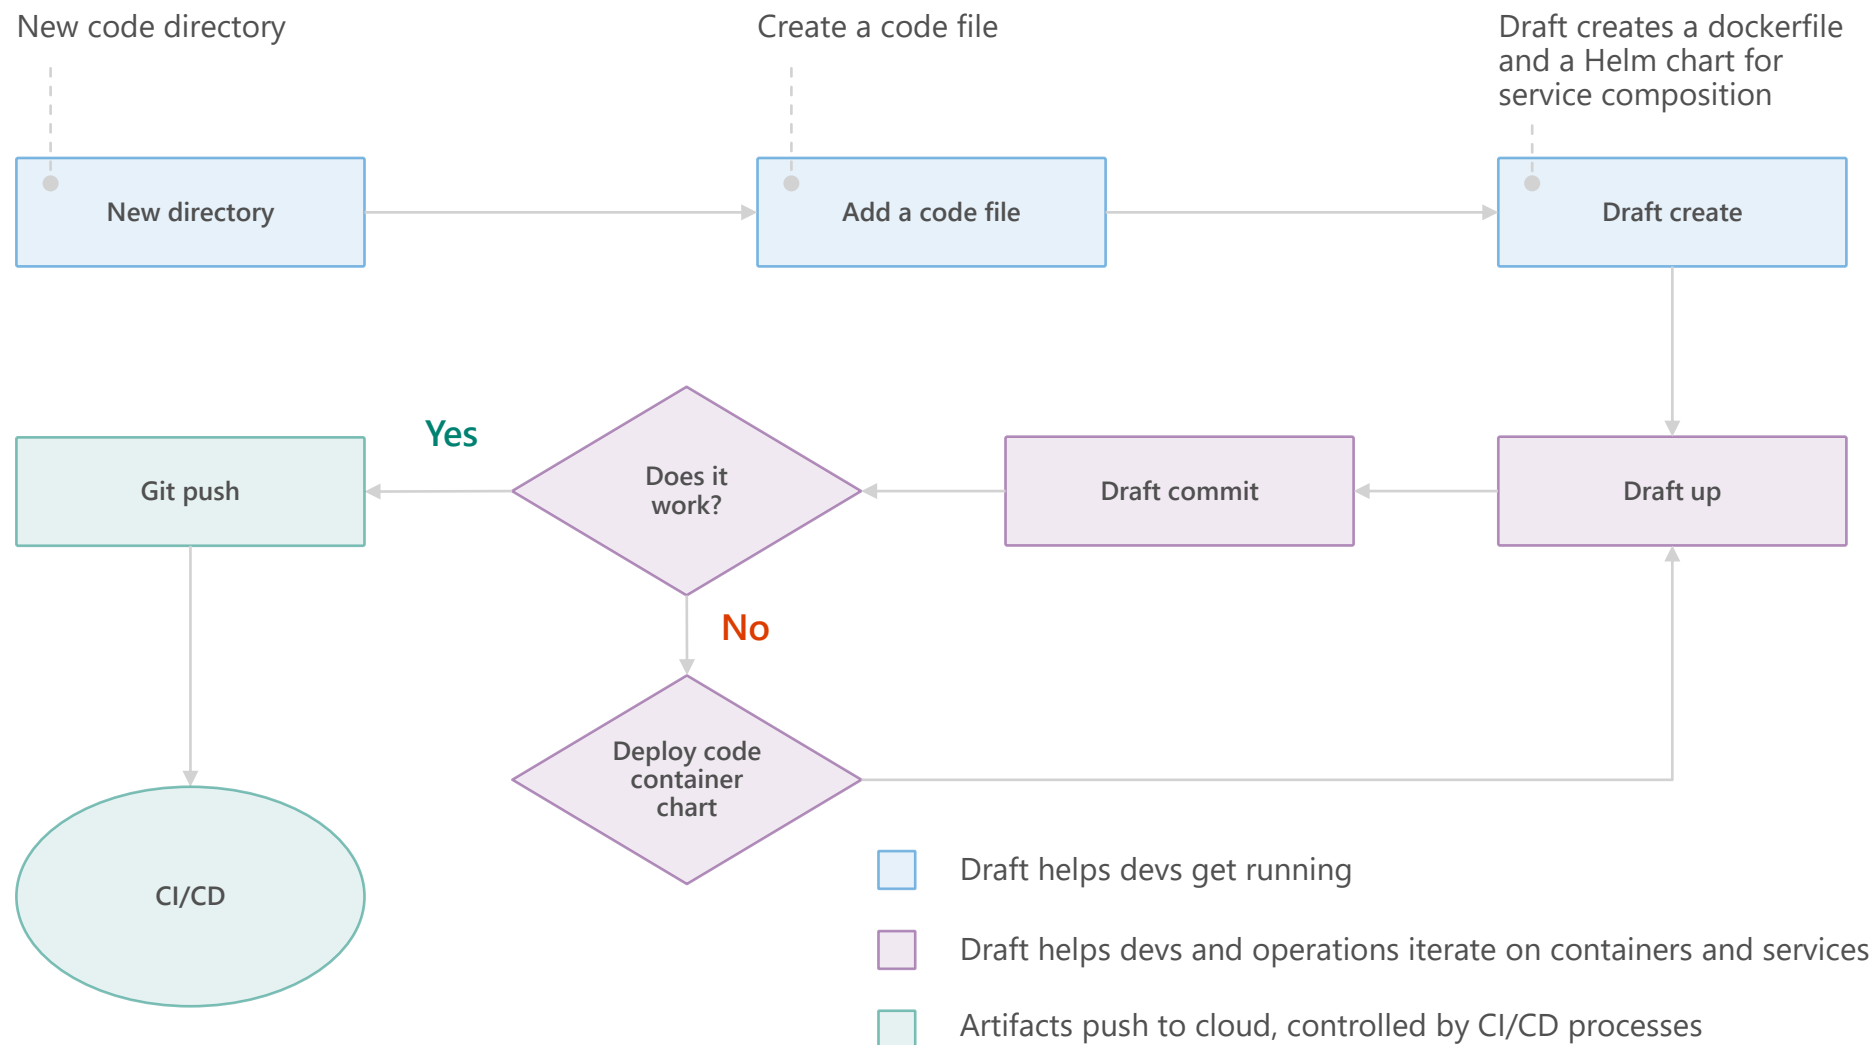 New code directory
Create a code file
Draft creates a dockerfile
and a Helm chart for
service composition
New directory
Add a code file
Draft create
Yes
Git push
Does it
work?
Draft commit
Draft up
No
Deploy code
container
chart
CI/CD
Draft helps devs get running
Draft helps devs and operations iterate on containers and services
Artifacts push to cloud, controlled by CI/CD processes